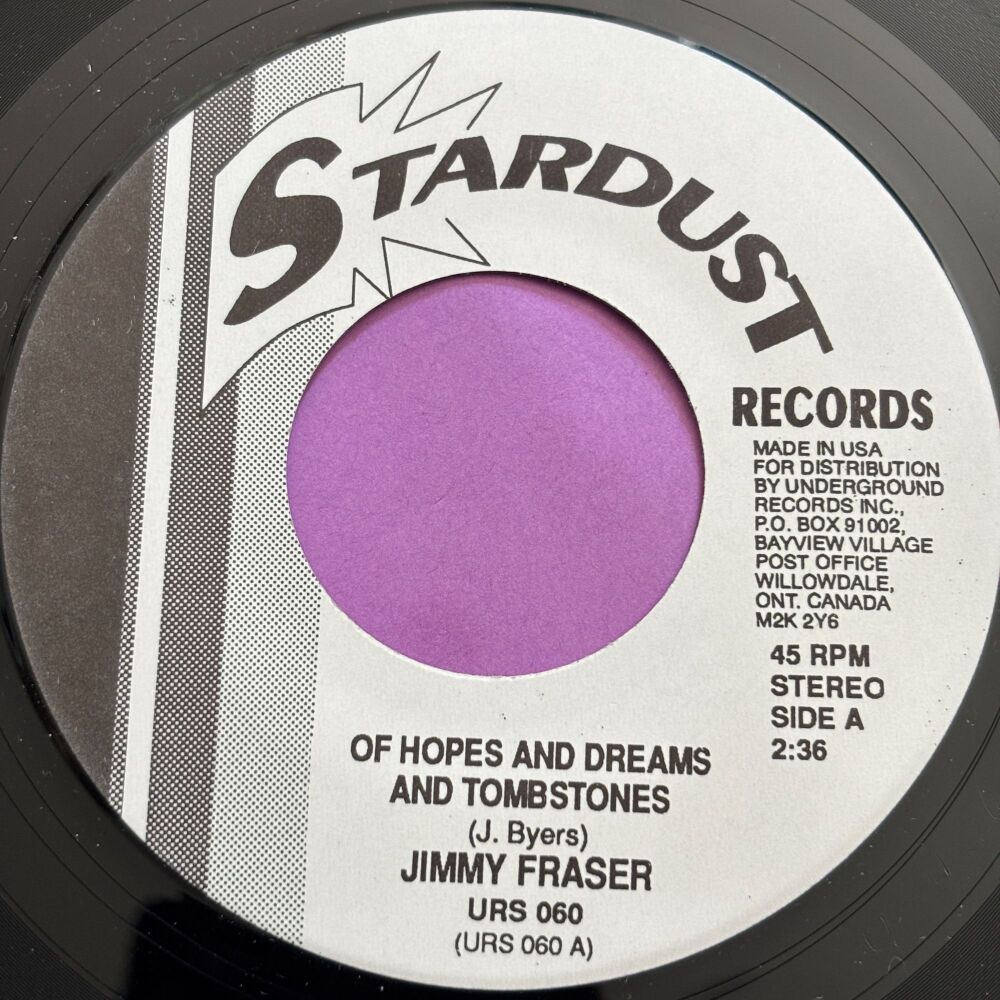 STARDUST
RECORDS
MADE IN USA
FOR DISTRIBUTION
BY UNDERGROUND
RECORDS INC.,
P.O. BOX 91002,
BAYVIEW VILLAGE
POST OFFICE
WILLOWDALE,
ONT. CANADA
M2K 2Y6
45 RPM
STEREO
SIDE A
2:36
OF HOPES AND DREAMS
AND TOMBSTONES
(J. Byers)
JIMMY FRASER
URS 060
(URS 060 A)